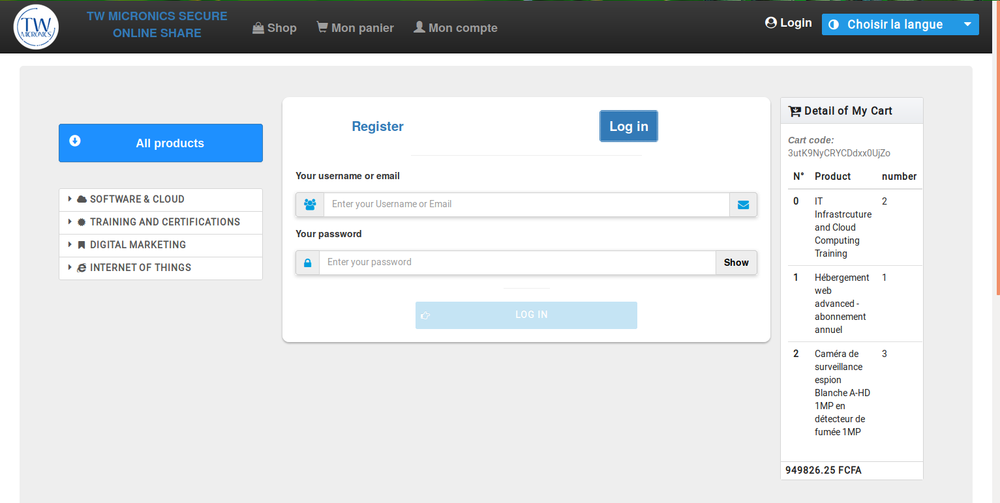 TW
MICRONICS
TW MICRONICS SECURE
ONLINE SHARE
Shop
Mon panier
Mon compte
Login
Choisir la langue
All products
SOFTWARE & CLOUD
TRAINING AND CERTIFICATIONS
DIGITAL MARKETING
INTERNET OF THINGS
Register
Log in
Your username or email
Enter your Username or Email
Your password
Enter your password
Show
LOG IN
Detail of My Cart
Cart code:
3utK9NyCRYCDdxx0UjZo
N° Product number
0 IT 2
Infrastrcuture
and Cloud
Computing
Training
1 Hébergement 1
web
advanced -
abonnement
annuel
2 Caméra de 3
surveillance
espion
Blanche A-HD
1MP en
détecteur de
fumée 1MP
949826.25 FCFA